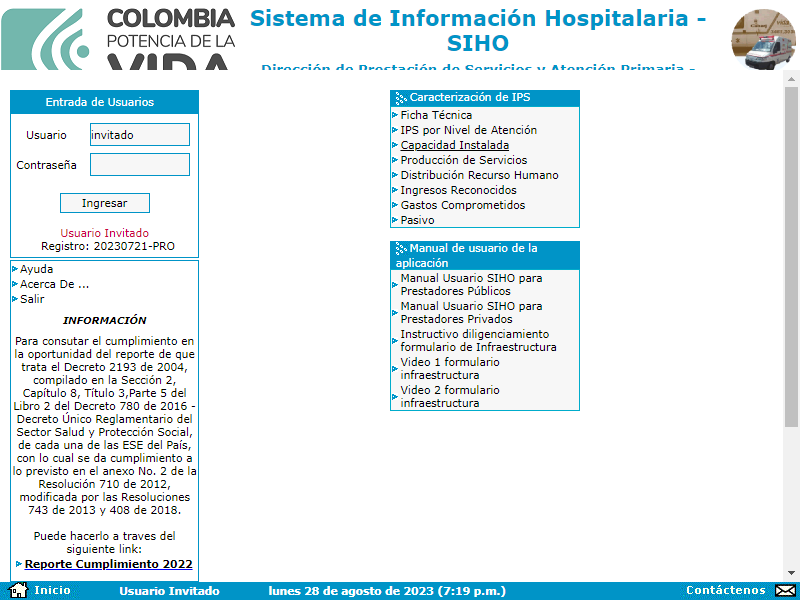 COLOMBIA
POTENCIA DE LA
VIDA
Sistema de Información Hospitalaria -
SIHO
Dirección de Prestación de Servicios y Atención Primaria -
Entrada de Usuarios
Usuario
invitado
Contraseña
Ingresar
Usuario Invitado
Registro: 20230721-PRO
Ayuda
Acerca De ...
Salir
INFORMACIÓN
Para consutar el cumplimiento en
la oportunidad del reporte de que
trata el Decreto 2193 de 2004,
compilado en la Sección 2,
Capítulo 8, Título 3,Parte 5 del
Libro 2 del Decreto 780 de 2016 -
Decreto Único Reglamentario del
Sector Salud y Protección Social,
de cada una de las ESE del País,
con lo cual se da cumplimiento a
lo previsto en el anexo No. 2 de la
Resolución 710 de 2012,
modificada por las Resoluciones
743 de 2013 y 408 de 2018.
Puede hacerlo a traves del
siguiente link:
Reporte Cumplimiento 2022
Caracterización de IPS
Ficha Técnica
IPS por Nivel de Atención
Capacidad Instalada
Producción de Servicios
Distribución Recurso Humano
Ingresos Reconocidos
Gastos Comprometidos
Pasivo
Manual de usuario de la
aplicación
Manual Usuario SIHO para
Prestadores Públicos
Manual Usuario SIHO para
Prestadores Privados
Instructivo diligenciamiento
formulario de Infraestructura
Video 1 formulario
infraestructura
Video 2 formulario
infraestructura
Inicio
Usuario Invitado
lunes 28 de agosto de 2023 (7:19 p.m.)
Contáctenos